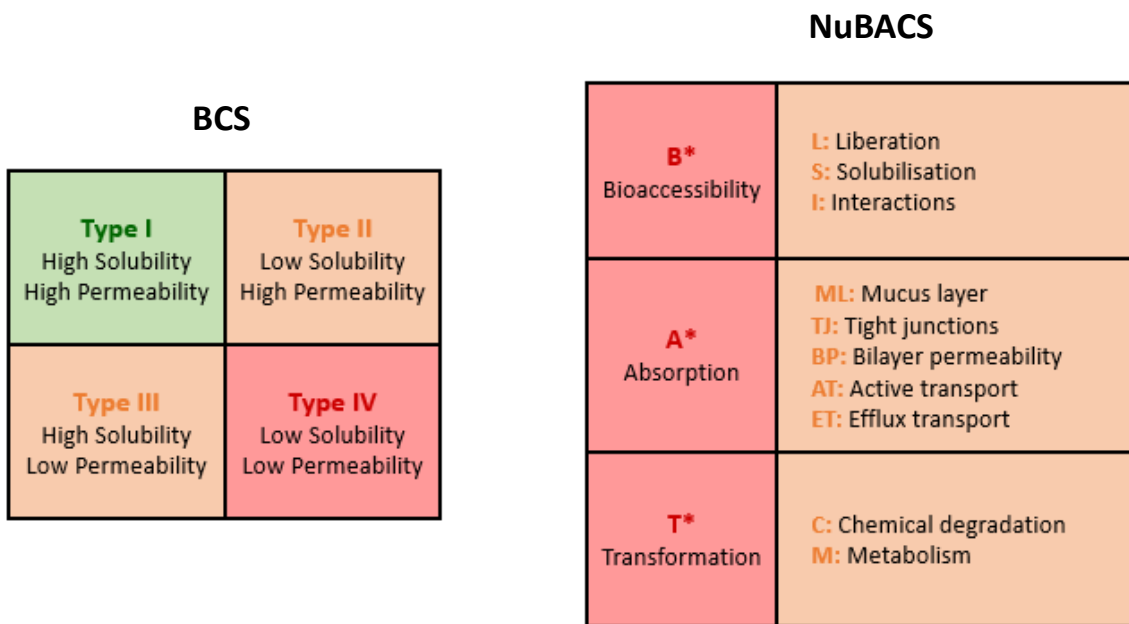 BCS
Type I
High Solubility
High Permeability
Type II
Low Solubility
High Permeability
Type III
High Solubility
Low Permeability
Type IV
Low Solubility
Low Permeability
NuBACS
B*
Bioaccessibility
L: Liberation
S: Solubilisation
I: Interactions
A*
Absorption
ML: Mucus layer
TJ: Tight junctions
BP: Bilayer permeability
AT: Active transport
ET: Efflux transport
T*
Transformation
C: Chemical degradation
M: Metabolism